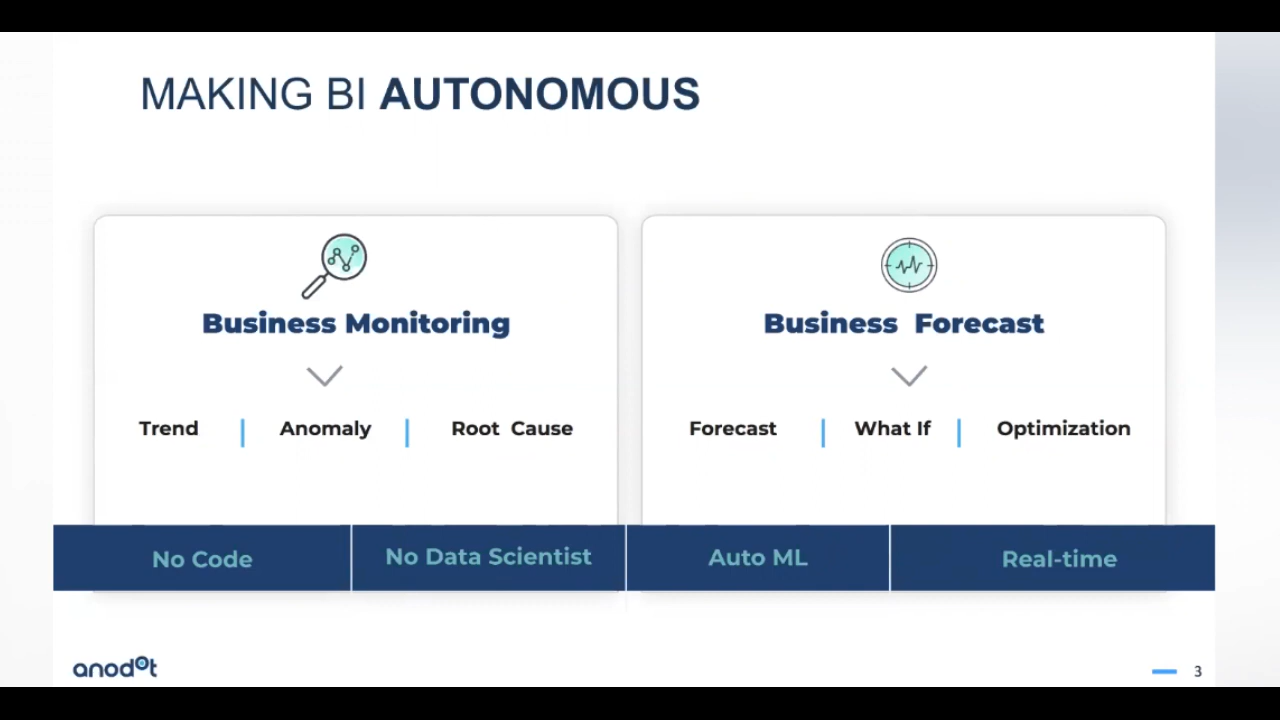 MAKING BI AUTONOMOUS
Business Monitoring
Trend | Anomaly | Root Cause
Business Forecast
Forecast | What If | Optimization
No Code
No Data Scientist
Auto ML
Real-time
anodot
3